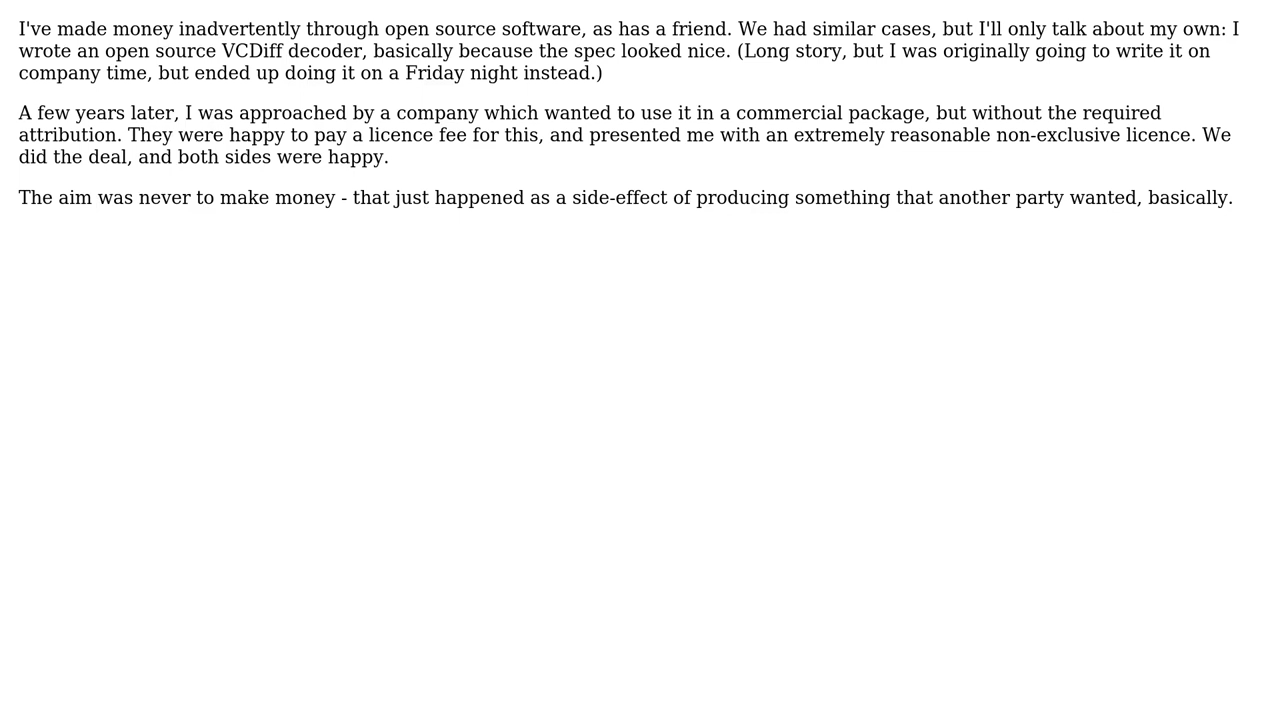 I've made money inadvertently through open source software, as has a friend. We had similar cases, but I'll only talk about my own: I
wrote an open source VCDiff decoder, basically because the spec looked nice. (Long story, but I was originally going to write it on
company time, but ended up doing it on a Friday night instead.)
A few years later, I was approached by a company which wanted to use it in a commercial package, but without the required
attribution. They were happy to pay a licence fee for this, and presented me with an extremely reasonable non-exclusive licence. We
did the deal, and both sides were happy.
The aim was never to make money - that just happened as a side-effect of producing something that another party wanted, basically.